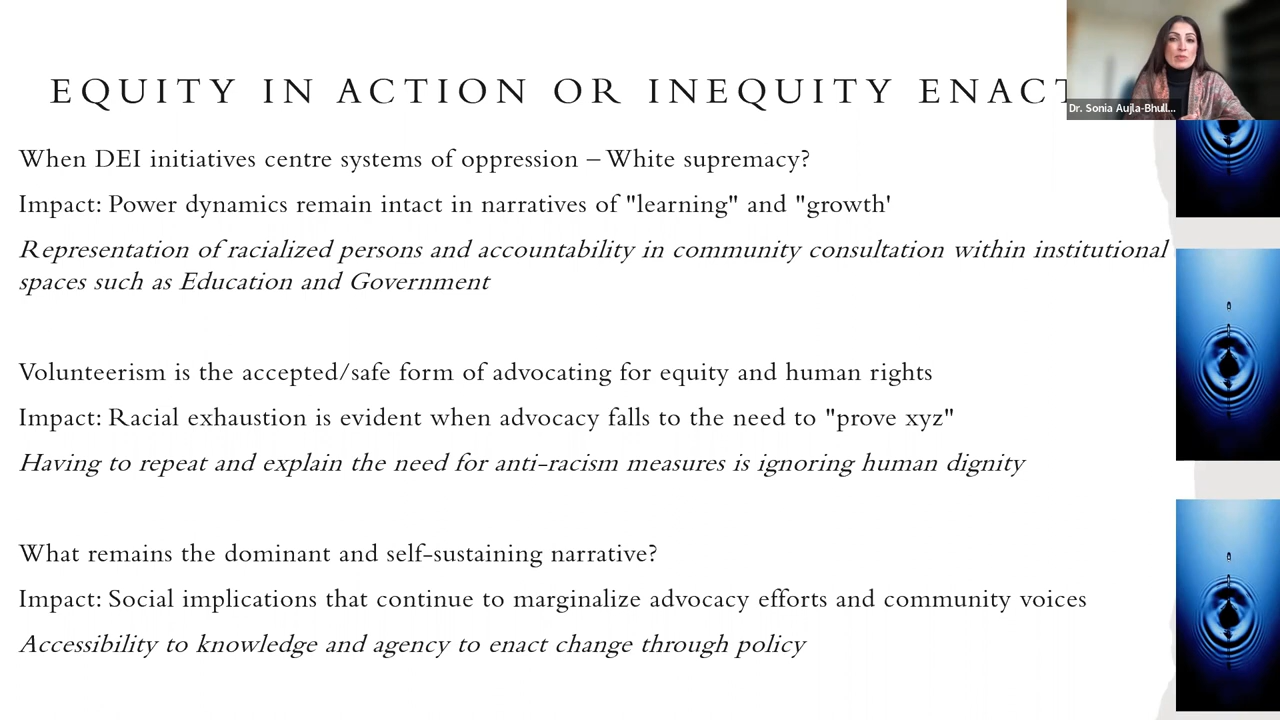 EQUITY IN ACTION OR INEQUITY ENACT
Dr. Sonia Aujla-Bhull...
When DEI initiatives centre systems of oppression – White supremacy?
Impact: Power dynamics remain intact in narratives of "learning" and "growth'
Representation of racialized persons and accountability in community consultation within institutional
spaces such as Education and Government
Volunteerism is the accepted/safe form of advocating for equity and human rights
Impact: Racial exhaustion is evident when advocacy falls to the need to "prove xyz"
Having to repeat and explain the need for anti-racism measures is ignoring human dignity
What remains the dominant and self-sustaining narrative?
Impact: Social implications that continue to marginalize advocacy efforts and community voices
Accessibility to knowledge and agency to enact change through policy